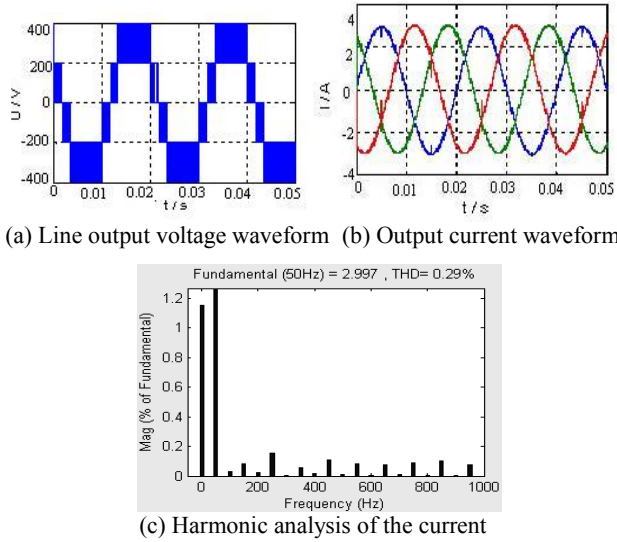 400
200
0
-200
-400
U / V
0 0.01 0.02 0.03 0.04 0.05
t / s
4
2
0
-2
-4
I / A
0 0.01 0.02 0.03 0.04 0.05
t / s
(a) Line output voltage waveform (b) Output current waveform
Fundamental (50Hz) = 2.997 , THD= 0.29%
1.2
1
0.8
0.6
0.4
0.2
0
Mag (% of Fundamental)
0 200 400 600 800 1000
Frequency (Hz)
(c) Harmonic analysis of the current